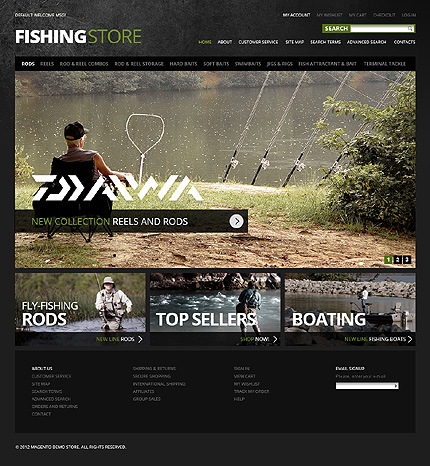 DEFAULT WELCOME MSG!
MY ACCOUNT MY WISHLIST MY CART CHECKOUT LOG IN
FISHINGSTORE
SEARCH
HOME ABOUT CUSTOMER SERVICE SITE MAP SEARCH TERMS ADVANCED SEARCH CONTACTS
RODS REELS ROD & REEL COMBOS ROD & REEL STORAGE HARD BAITS SOFT BAITS SWIMBAITS JIGS & RIGS FISH ATTRACTANT & BAIT TERMINAL TACKLE
DAIWA
NEW COLLECTION REELS AND RODS
1 2 3
FLY-FISHING
RODS
NEW LINE RODS
TOP SELLERS
SHOP NOW!
BOATING
NEW LINE FISHING BOATS
ABOUT US
CUSTOMER SERVICE
SITE MAP
SEARCH TERMS
ADVANCED SEARCH
ORDERS AND RETURNS
CONTACT
SHIPPING & RETURNS
SECURE SHOPPING
INTERNATIONAL SHIPPING
AFFILIATES
GROUP SALES
SIGN IN
VIEW CART
MY WISHLIST
TRACK MY ORDER
HELP
EMAIL SIGNUP
Please, enter your e-mail
© 2012 MAGENTO DEMO STORE. ALL RIGHTS RESERVED.